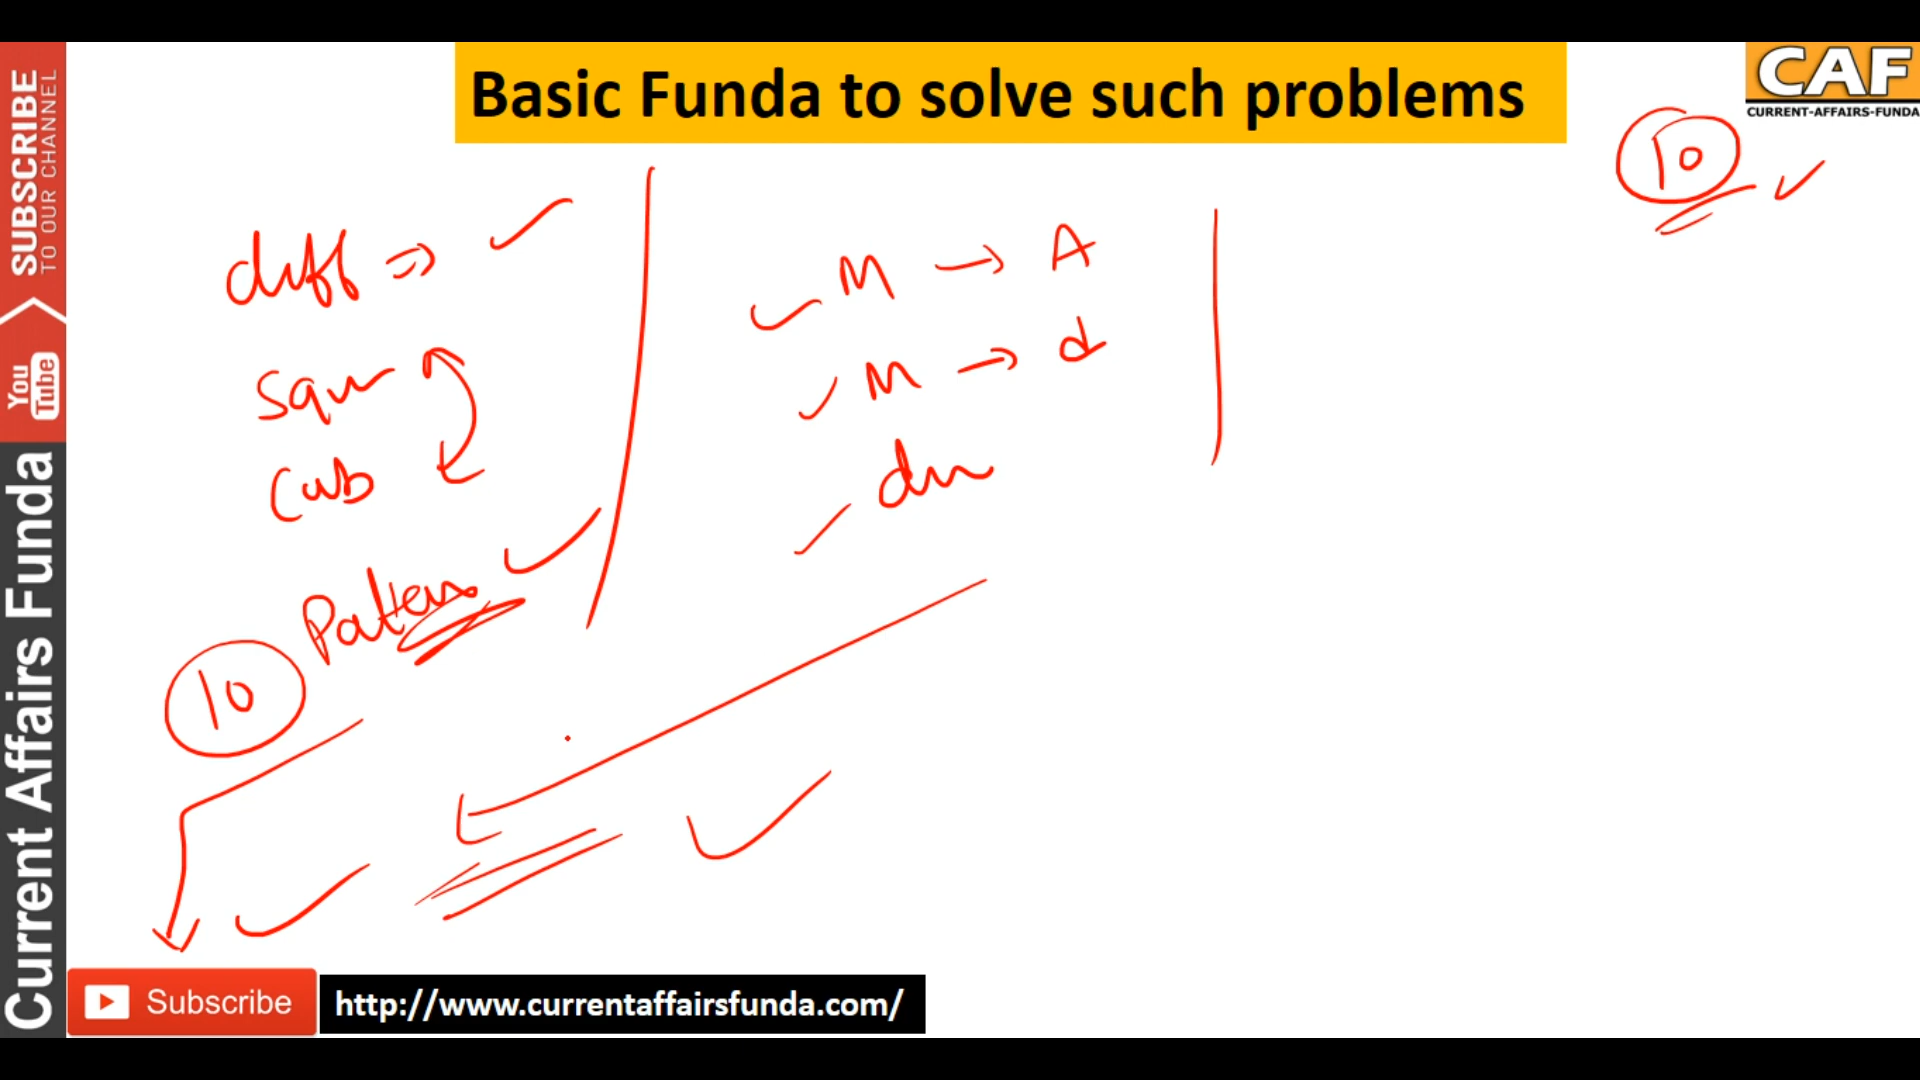 Basic Funda to solve such problems
CAF
CURRENT-AFFAIRS-FUNDA
10
SUBSCRIBE
TO OUR CHANNEL
You
Tube
Current Affairs Funda
diff ⇒
Squ
Cub
Pattern
10
M → A
M → d
Subscribe
http://www.currentaffairsfunda.com/